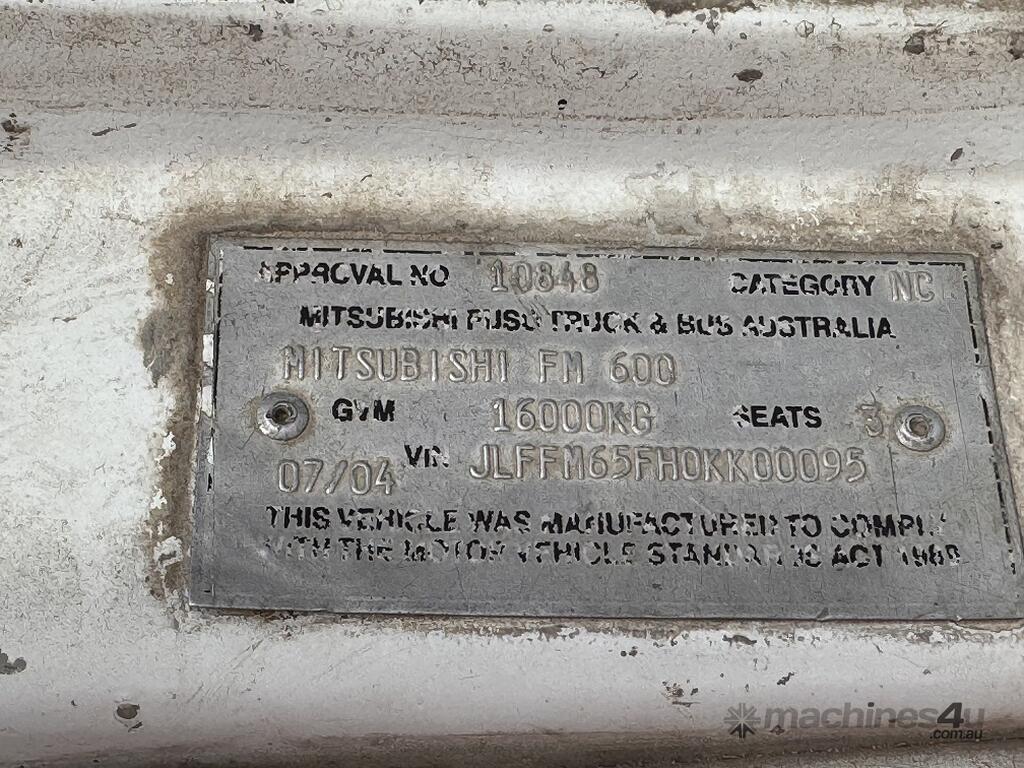 APPROVAL NO 10848 CATEGORY NC
MITSUBISHI FUSO TRUCK & BUS AUSTRALIA
MITSUBISHI FM 600
GVM 16000KG SEATS 3
07/04 VIN JLFFM65FH0KK00095
THIS VEHICLE WAS MANUFACTURED TO COMPLY
WITH THE MOTOR VEHICLE STANDARDS ACT 1989
machines4u
.com.au